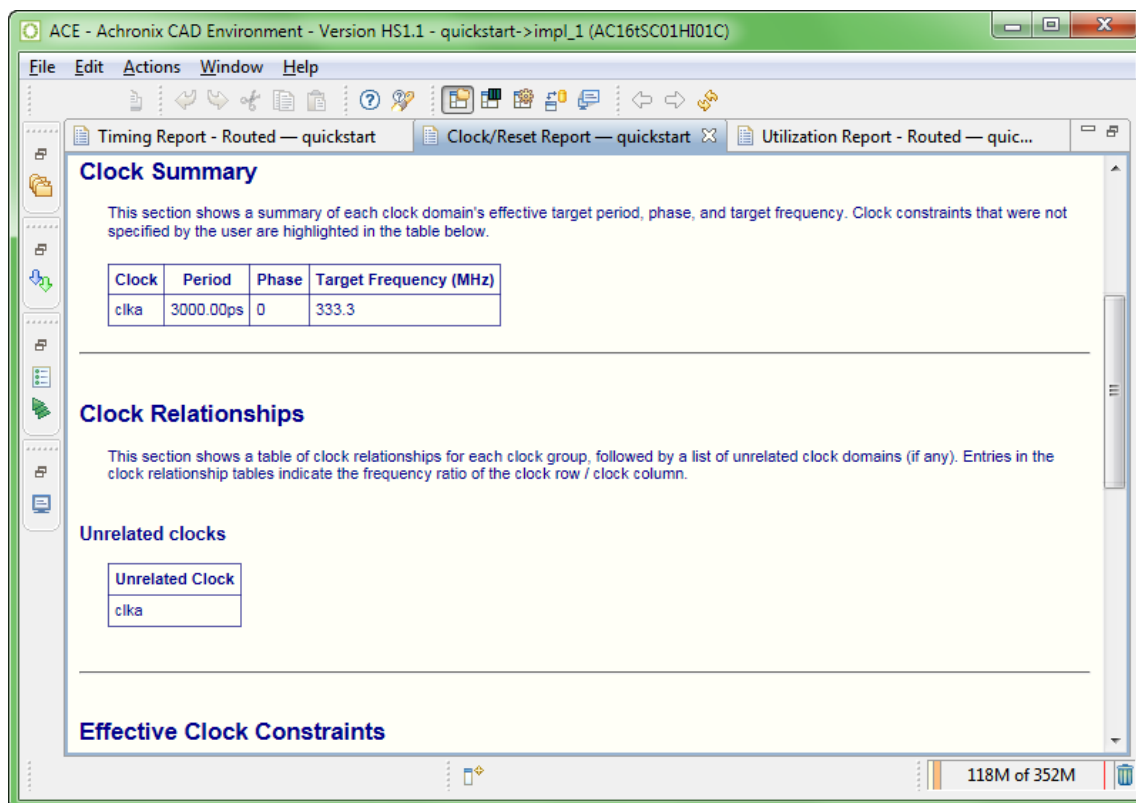 ACE - Achronix CAD Environment - Version HS1.1 - quickstart->impl_1 (AC16tSC01HI01C)
File Edit Actions Window Help
Timing Report - Routed — quickstart
Clock/Reset Report — quickstart
Utilization Report - Routed — quic...
Clock Summary
This section shows a summary of each clock domain's effective target period, phase, and target frequency. Clock constraints that were not
specified by the user are highlighted in the table below.
Clock Period Phase Target Frequency (MHz)
clka 3000.00ps 0 333.3
Clock Relationships
This section shows a table of clock relationships for each clock group, followed by a list of unrelated clock domains (if any). Entries in the
clock relationship tables indicate the frequency ratio of the clock row / clock column.
Unrelated clocks
Unrelated Clock
clka
Effective Clock Constraints
118M of 352M